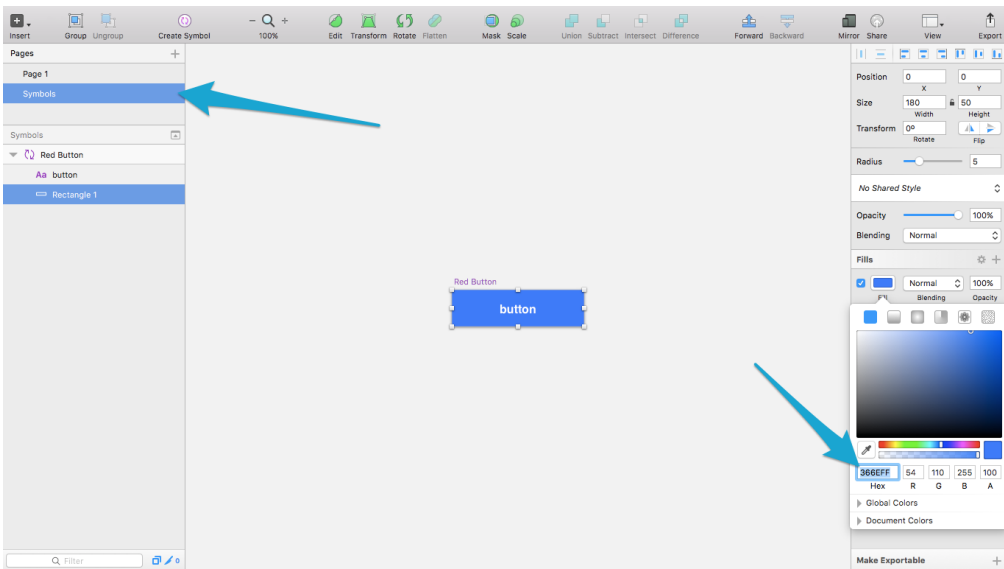 Insert Group Ungroup Create Symbol 100% Edit Transform Rotate Flatten Mask Scale Union Subtract Intersect Difference Forward Backward Mirror Share View Export
Pages
Page 1
Symbols
Symbols
Red Button
Aa button
Rectangle 1
Filter
0
Red Button
button
Position 0 0
X Y
Size 180 50
Width Height
Transform 0º
Rotate Flip
Radius 5
No Shared Style
Opacity 100%
Blending Normal
Fills
Normal 100%
Fill Blending Opacity
366EFF 54 110 255 100
Hex R G B A
Global Colors
Document Colors
Make Exportable